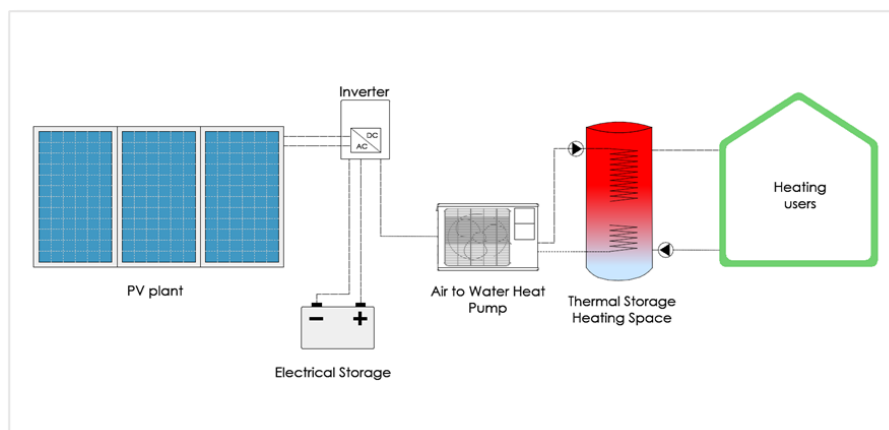 Inverter
DC
AC
PV plant
Electrical Storage
Air to Water Heat
Pump
Thermal Storage
Heating Space
Heating
users